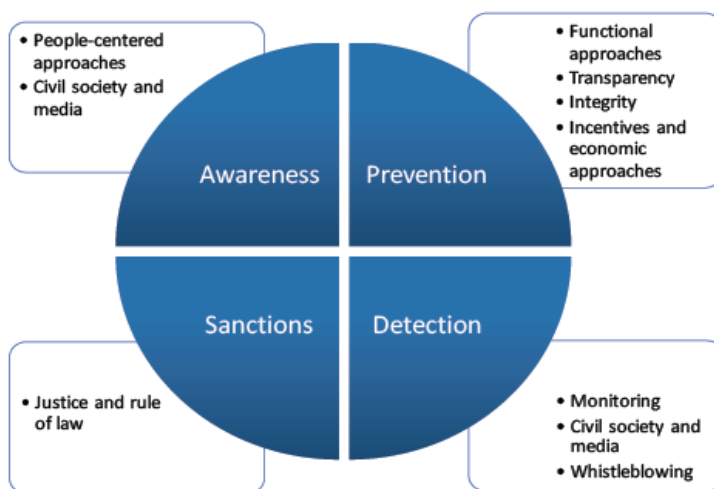 • People-centered
approaches
• Civil society and
media
• Functional
approaches
• Transparency
• Integrity
• Incentives and
economic
approaches
Awareness
Prevention
Sanctions
Detection
• Justice and rule
of law
• Monitoring
• Civil society and
media
• Whistleblowing